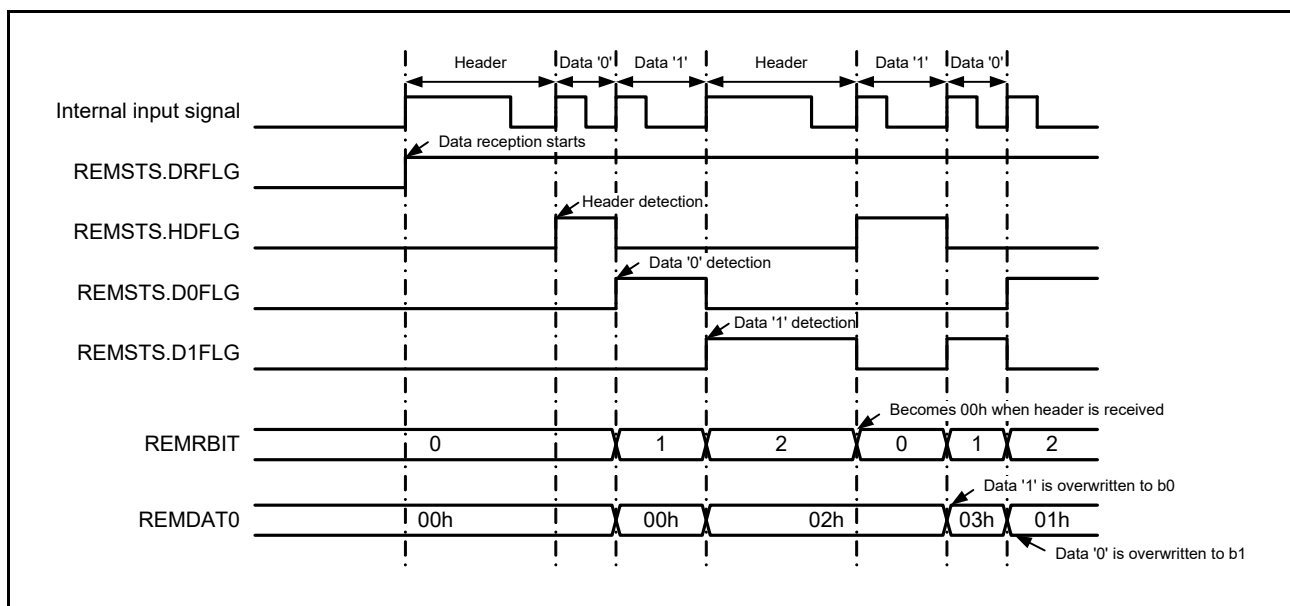 Header Data '0' Data '1' Header Data '1' Data '0'
Internal input signal
Data reception starts
REMSTS.DRFLG
Header detection
REMSTS.HDFLG
Data '0' detection
REMSTS.D0FLG
Data '1' detection
REMSTS.D1FLG
Becomes 00h when header is received
REMRBIT 0 1 2 0 1 2
Data '1' is overwritten to b0
REMDAT0 00h 00h 02h 03h 01h
Data '0' is overwritten to b1